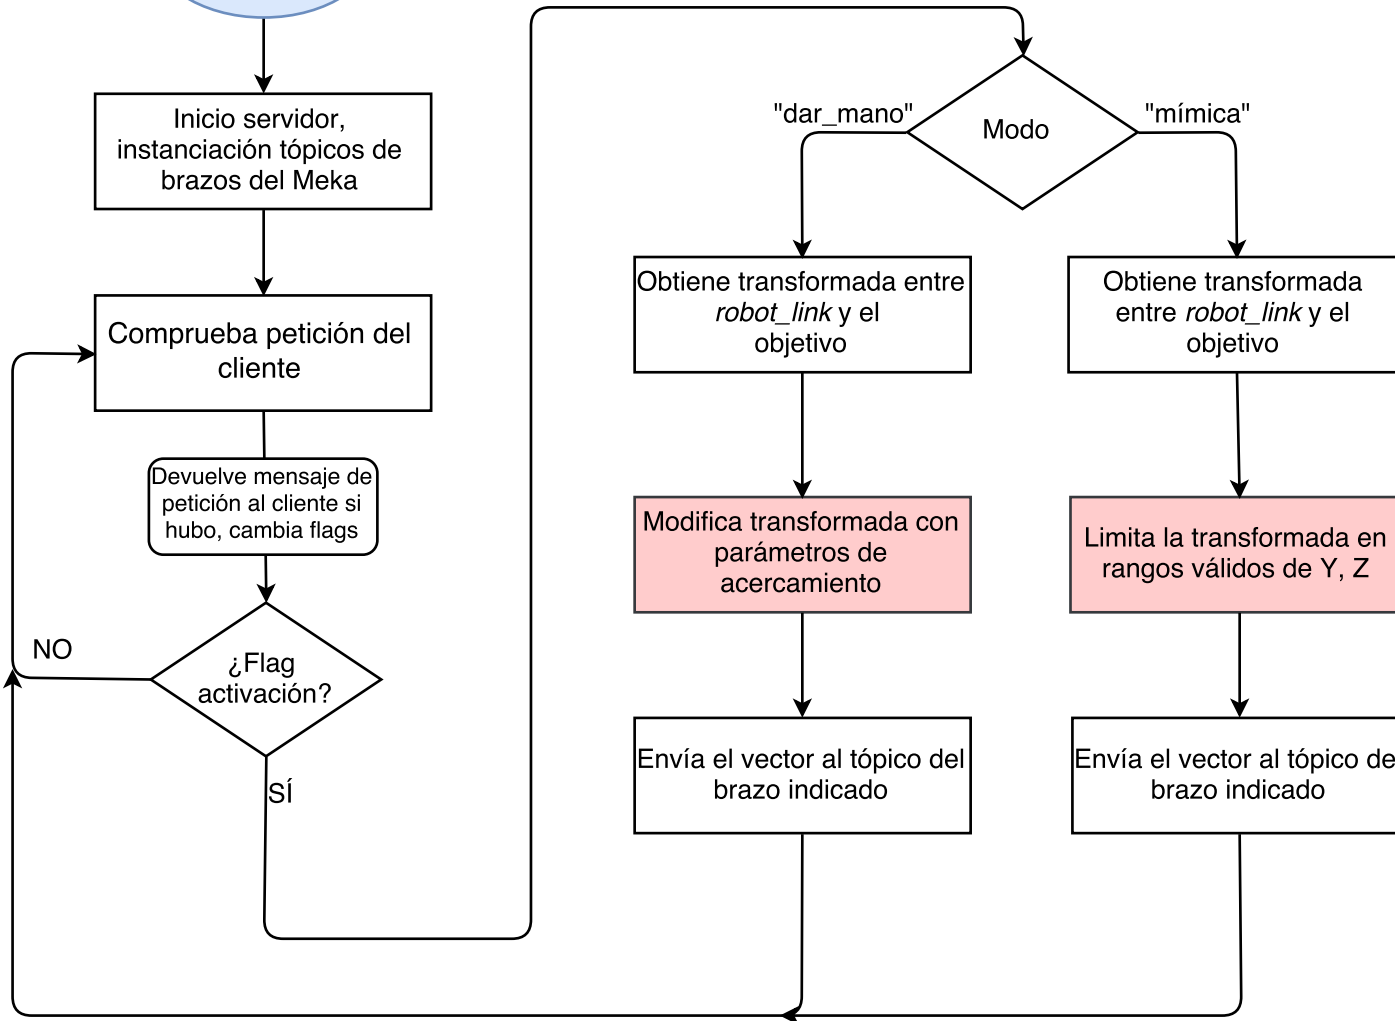 Inicio servidor,
instanciación tópicos de
brazos del Meka
Comprueba petición del
cliente
Devuelve mensaje de
petición al cliente si
hubo, cambia flags
¿Flag
activación?
NO
SÍ
Modo
"dar_mano"
"mímica"
Obtiene transformada entre
robot_link y el
objetivo
Modifica transformada con
parámetros de
acercamiento
Envía el vector al tópico del
brazo indicado
Obtiene transformada
entre robot_link y el
objetivo
Limita la transformada en
rangos válidos de Y, Z
Envía el vector al tópico de
brazo indicado